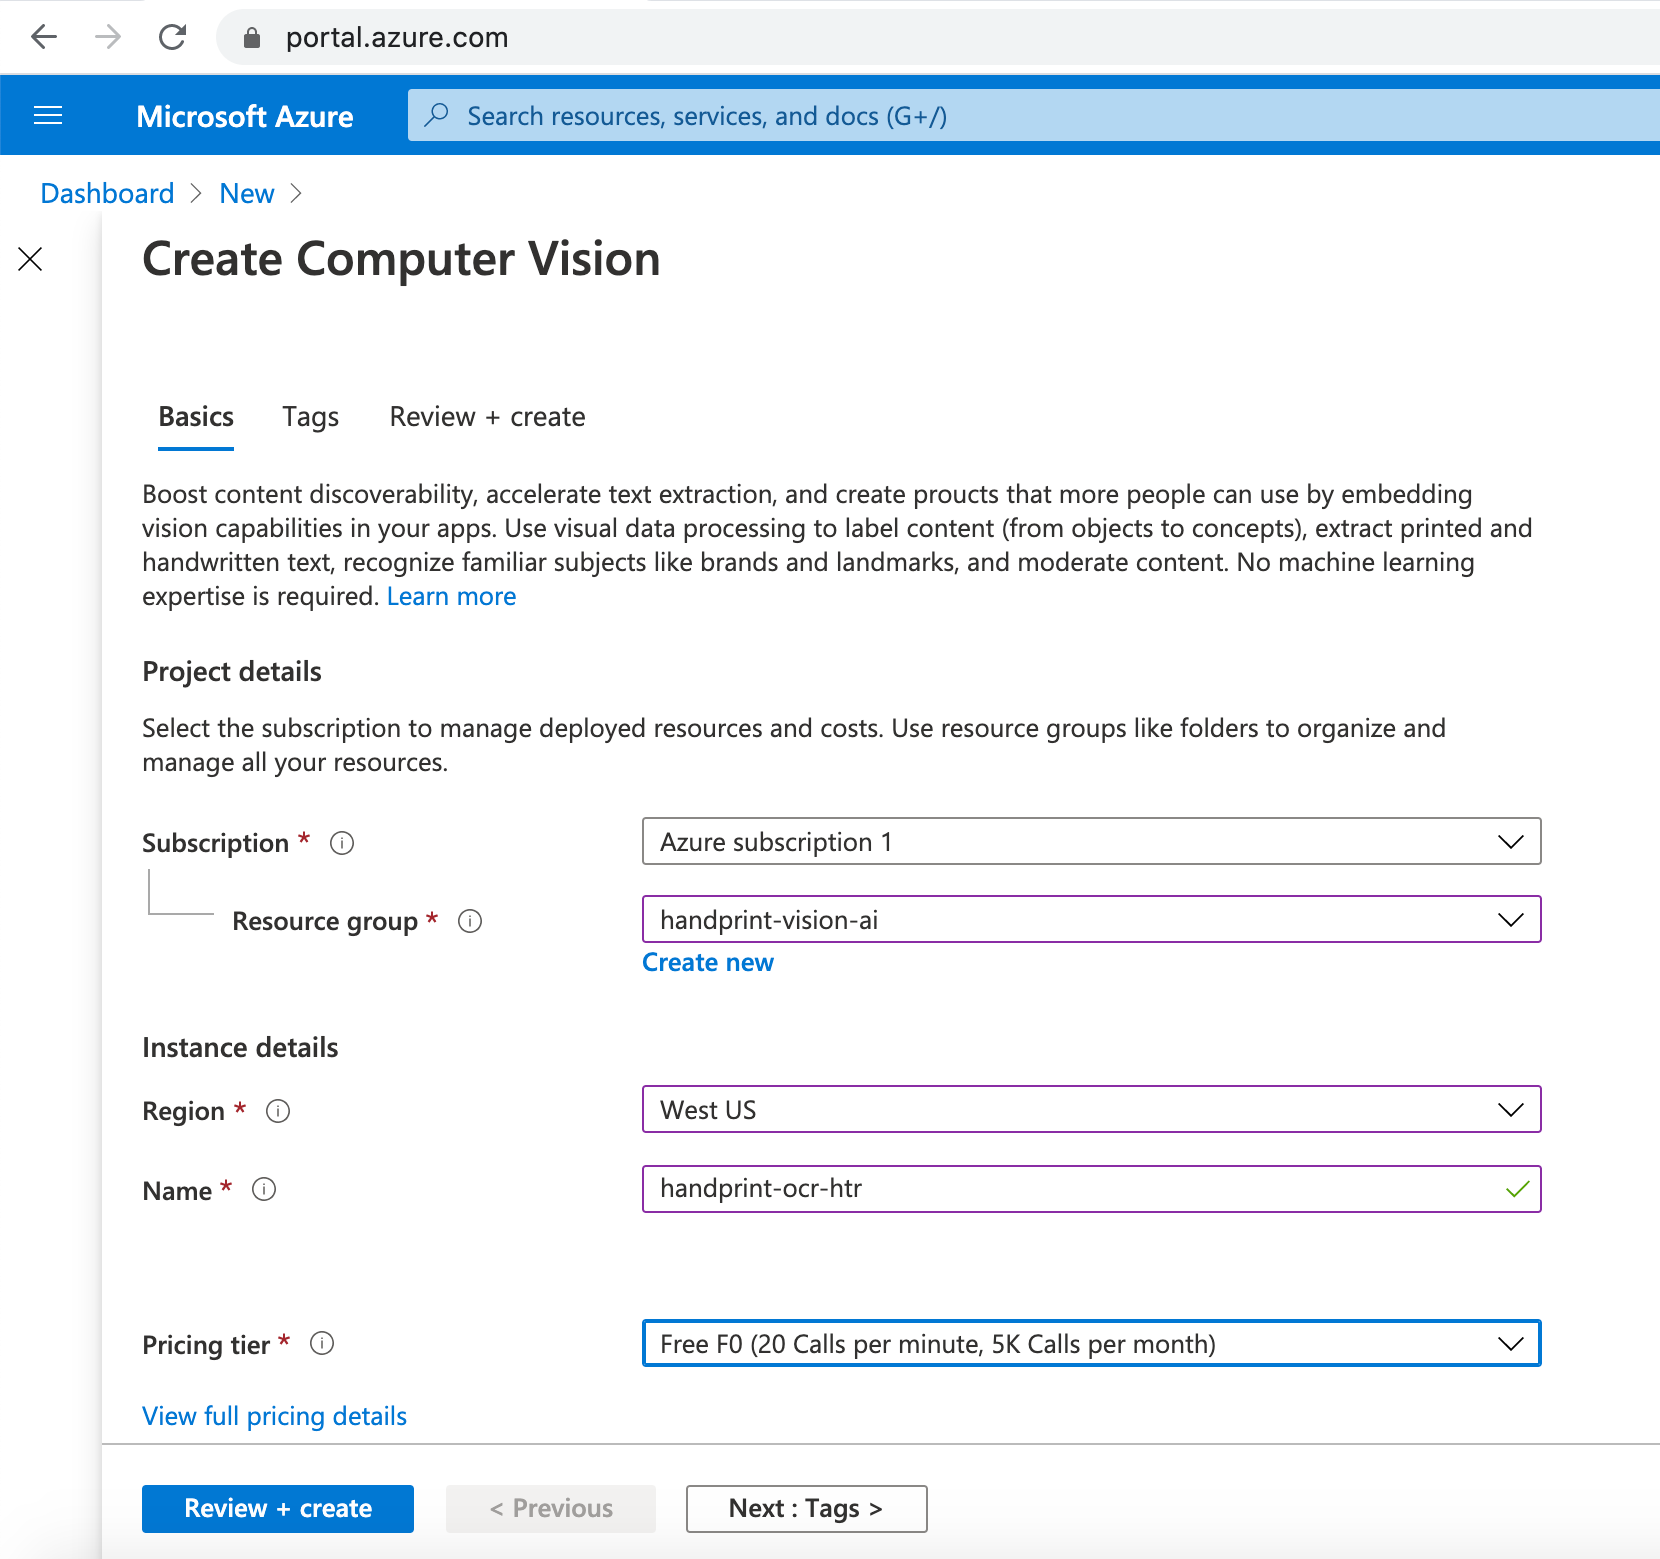 portal.azure.com
Microsoft Azure
Search resources, services, and docs (G+/)
Dashboard > New >
Create Computer Vision
Basics Tags Review + create
Boost content discoverability, accelerate text extraction, and create proucts that more people can use by embedding
vision capabilities in your apps. Use visual data processing to label content (from objects to concepts), extract printed and
handwritten text, recognize familiar subjects like brands and landmarks, and moderate content. No machine learning
expertise is required. Learn more
Project details
Select the subscription to manage deployed resources and costs. Use resource groups like folders to organize and
manage all your resources.
Subscription * Azure subscription 1
Resource group * handprint-vision-ai
Create new
Instance details
Region * West US
Name * handprint-ocr-htr
Pricing tier * Free F0 (20 Calls per minute, 5K Calls per month)
View full pricing details
Review + create < Previous Next : Tags >